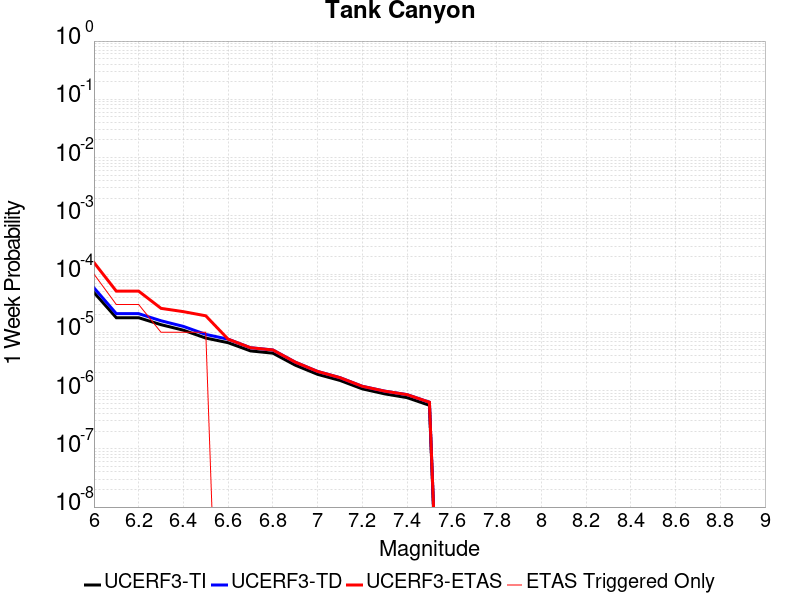 Tank Canyon
10^0
10^-1
10^-2
10^-3
10^-4
10^-5
10^-6
10^-7
10^-8
1 Week Probability
6 6.2 6.4 6.6 6.8 7 7.2 7.4 7.6 7.8 8 8.2 8.4 8.6 8.8 9
Magnitude
UCERF3-TI UCERF3-TD UCERF3-ETAS ETAS Triggered Only